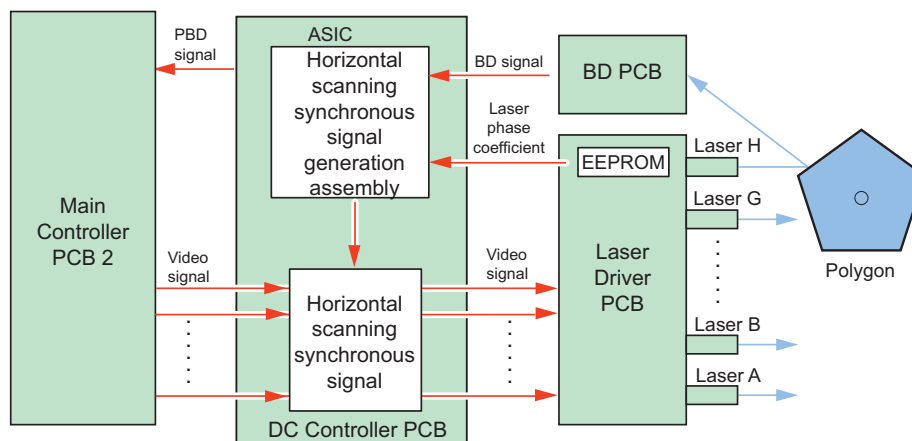 PBD
signal
ASIC
Horizontal
scanning
synchronous
signal
generation
assembly
BD signal
BD PCB
Laser
phase
coefficient
EEPROM
Laser H
Laser G
Main
Controller
PCB 2
Laser
Driver
PCB
Polygon
Video
signal
Video
signal
Horizontal
scanning
synchronous
signal
Laser B
Laser A
DC Controller PCB